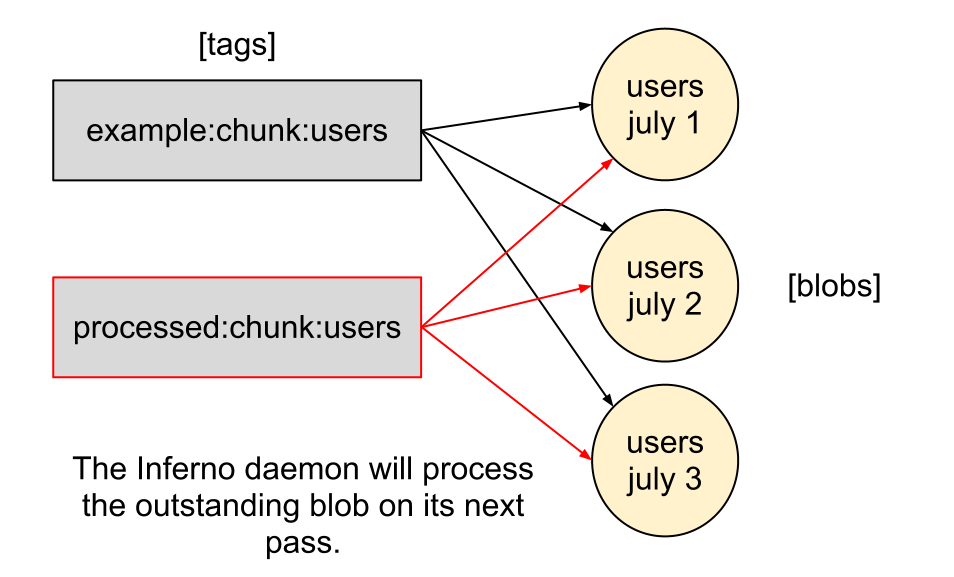 [tags]
example:chunk:users
users
july 1
users
july 2
[blobs]
processed:chunk:users
users
july 3
The Inferno daemon will process
the outstanding blob on its next
pass.